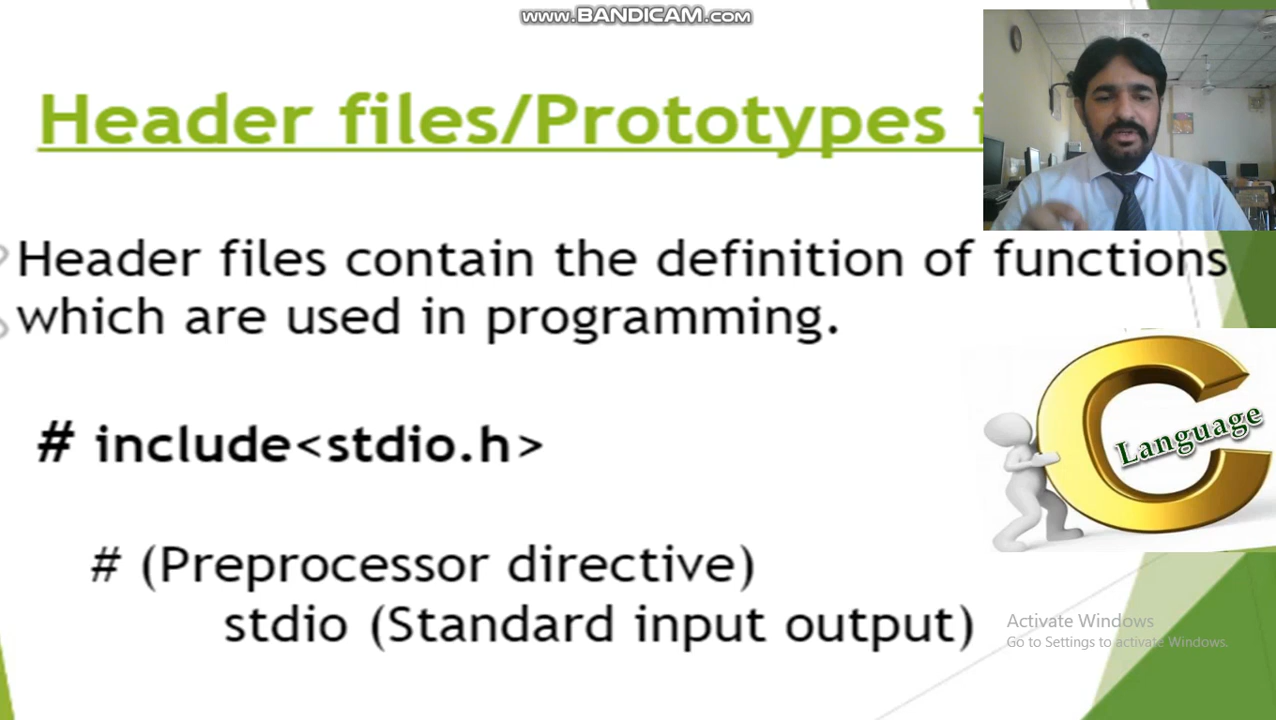 www.BANDICAM.com
Header files/Prototypes i
Header files contain the definition of functions
which are used in programming.
# include<stdio.h>
Language
# (Preprocessor directive)
stdio (Standard input output)
Activate Windows
Go to Settings to activate Windows.